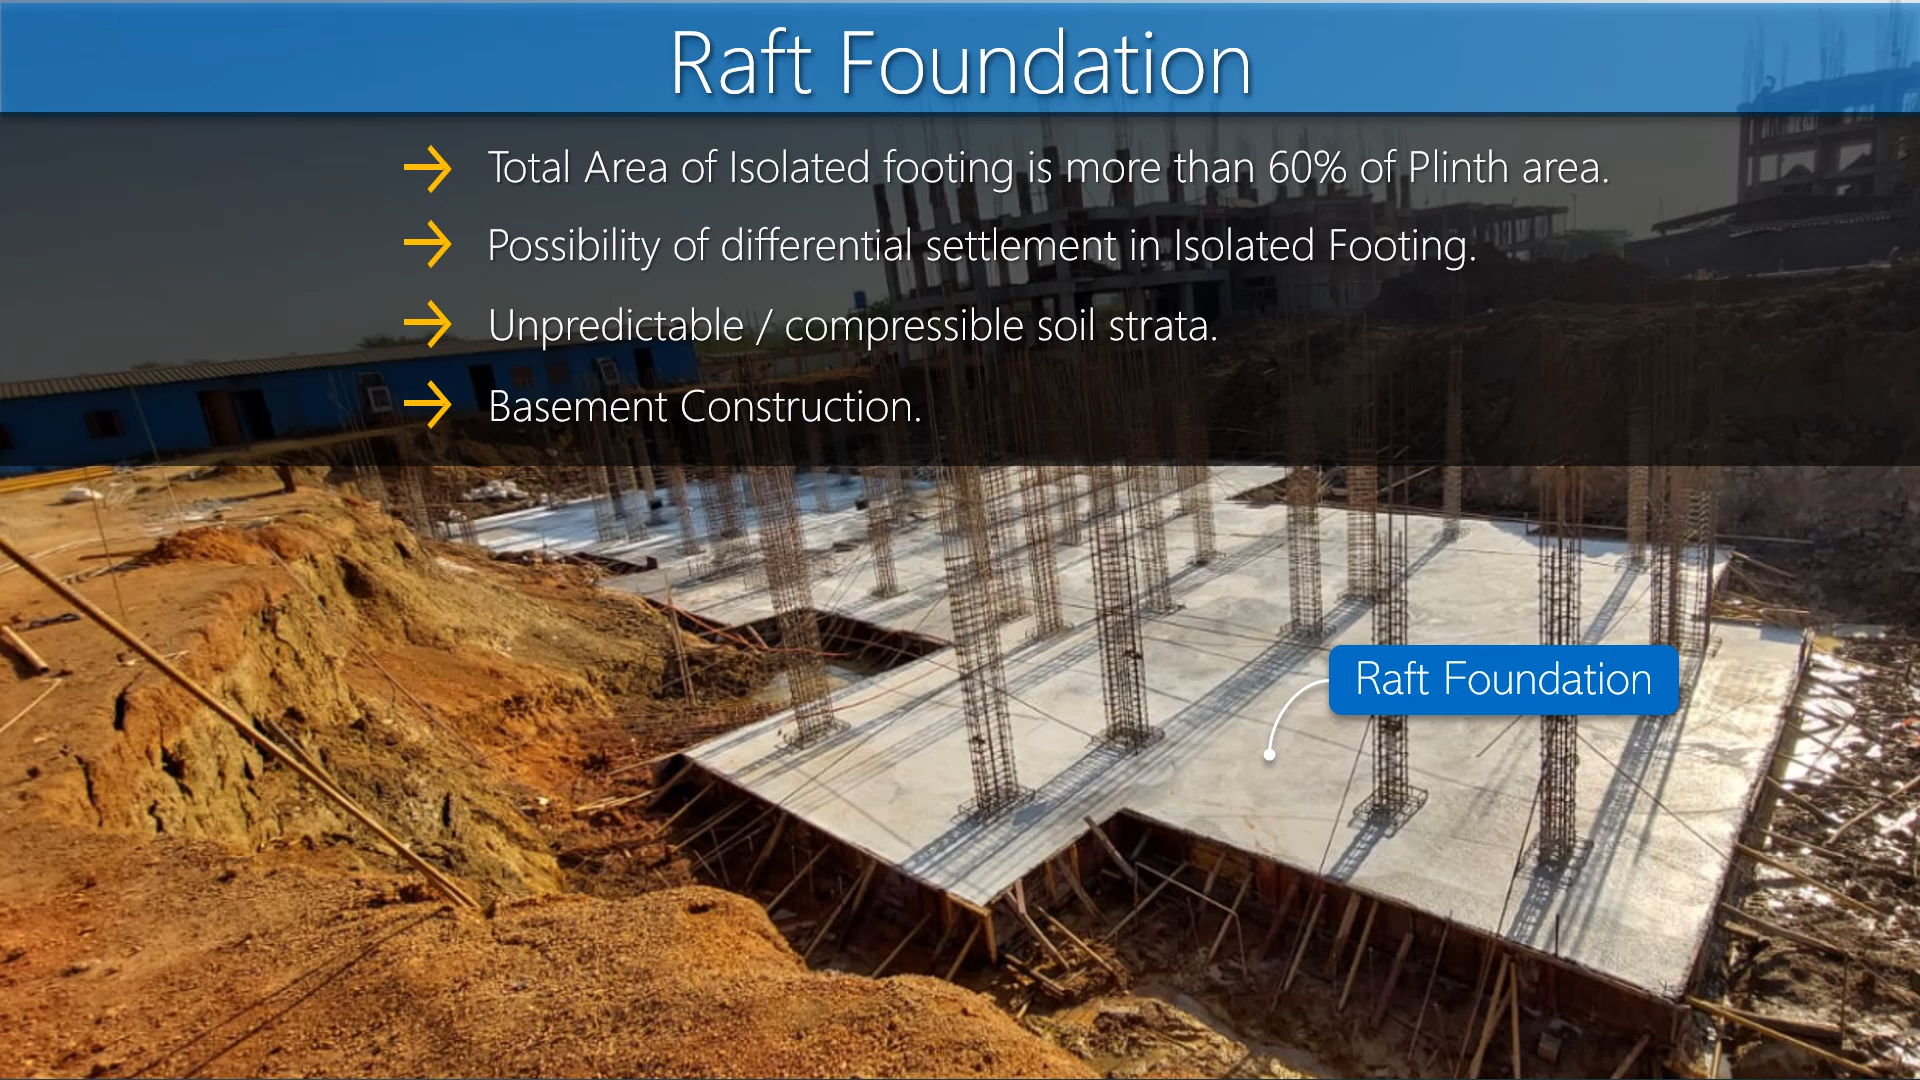 Raft Foundation
Total Area of Isolated footing is more than 60% of Plinth area.
Possibility of differential settlement in Isolated Footing.
Unpredictable / compressible soil strata.
Basement Construction.
Raft Foundation